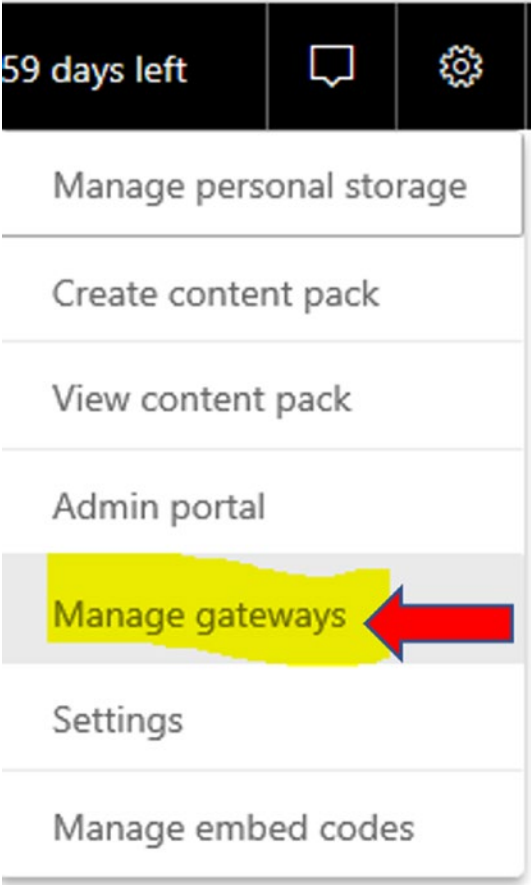 59 days left
Manage personal storage
Create content pack
View content pack
Admin portal
Manage gateways
Settings
Manage embed codes